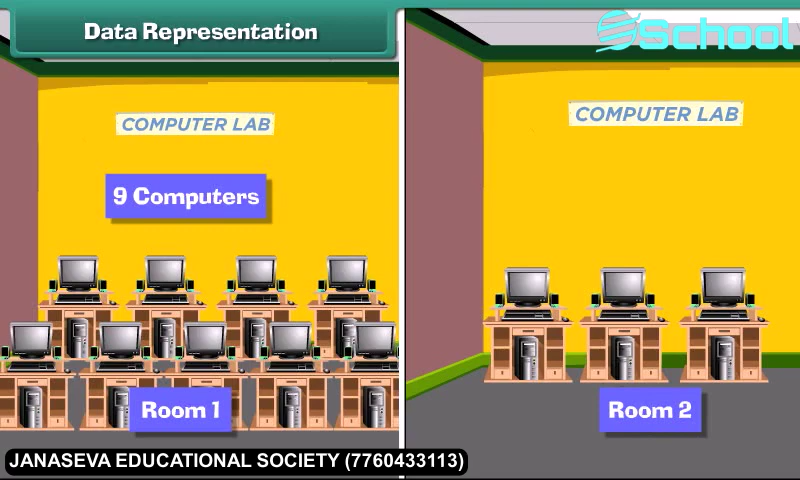 Data Representation
School
COMPUTER LAB
COMPUTER LAB
9 Computers
Room 1
Room 2
JANASEVA EDUCATIONAL SOCIETY (7760433113)